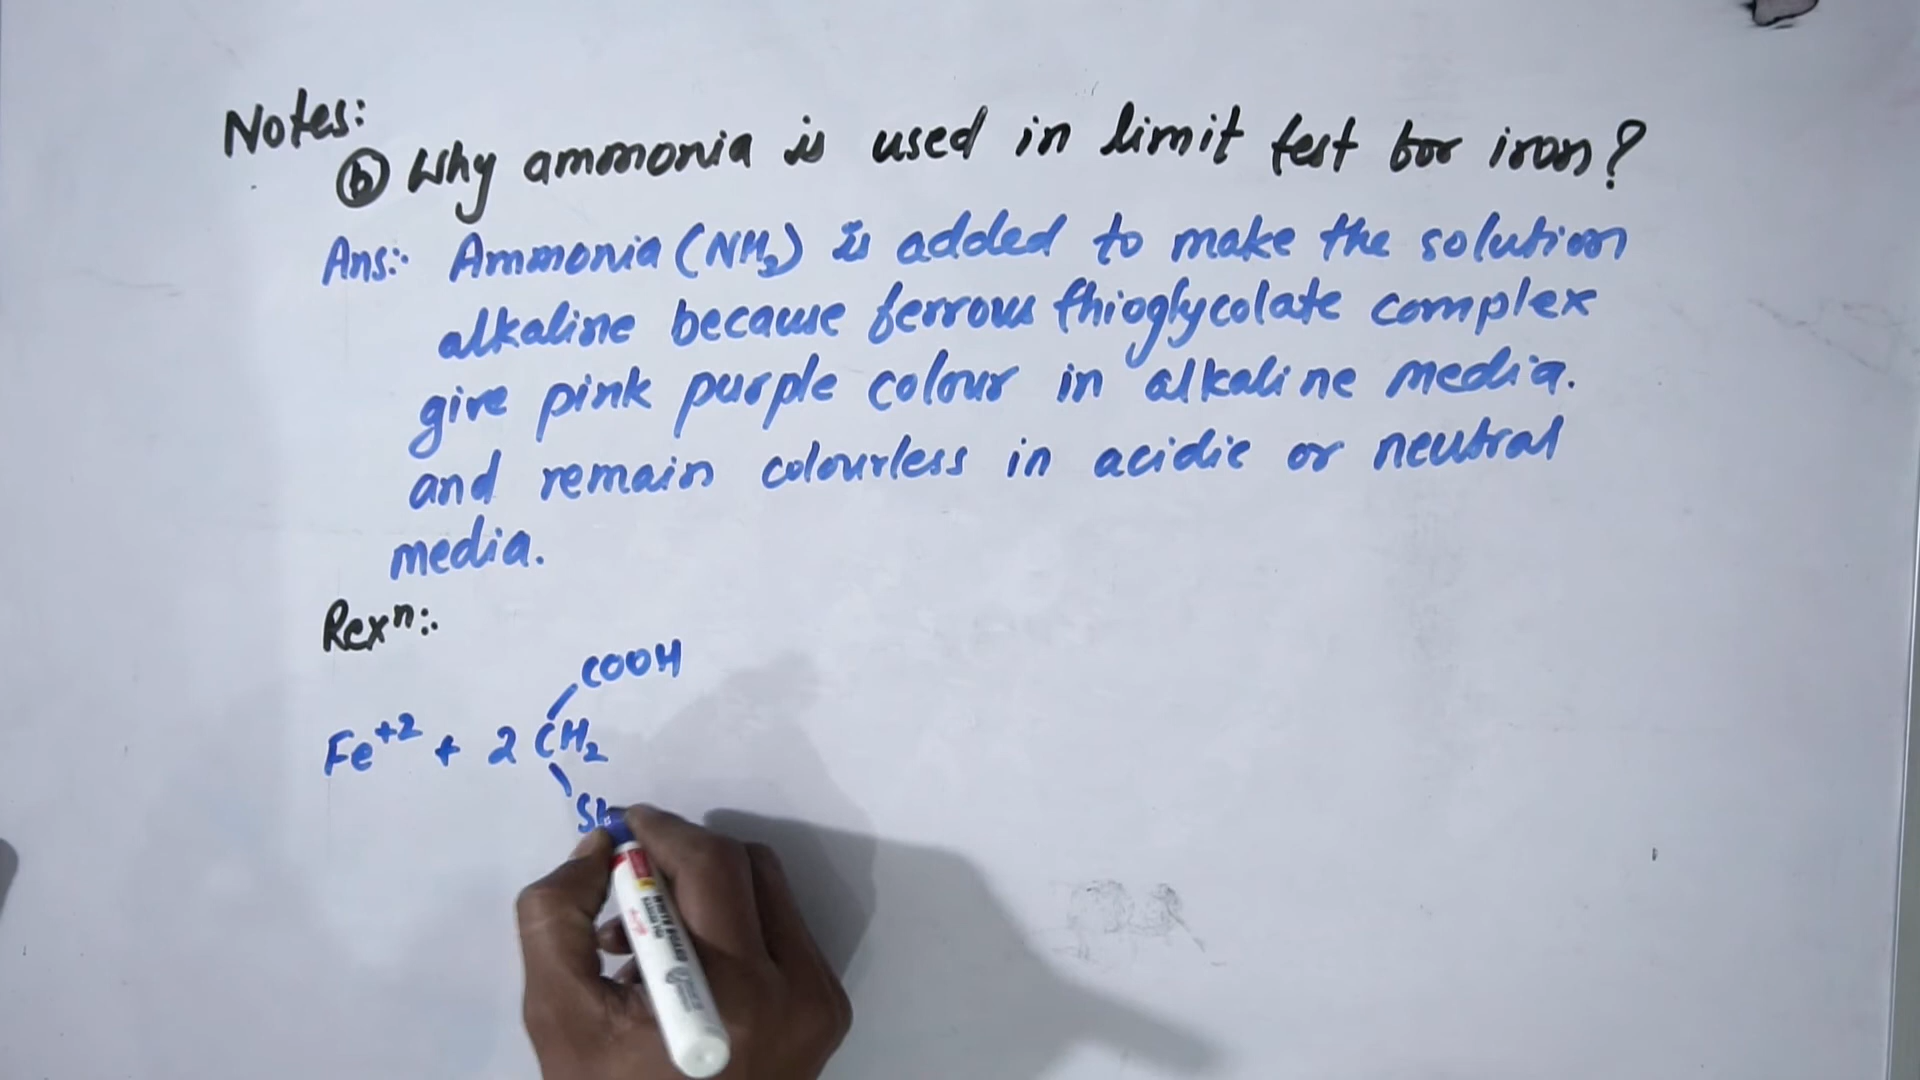 Notes:
ⓑ Why ammonia is used in limit test for iron?
Ans:- Ammonia (NH₃) is added to make the solution
alkaline because ferrous thioglycolate complex
give pink purple colour in alkaline media.
and remain colourless in acidic or neutral
media.
Rexⁿ:-
COOH
Fe⁺² + 2 CH₂
WHITE BOARD